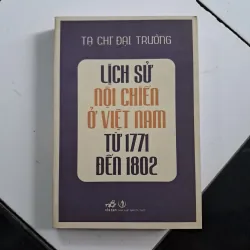 TẠ CHÍ ĐẠI TRƯỜNG
LỊCH SỬ
NỘI CHIẾN
Ở VIỆT NAM
TỪ 1771
ĐẾN 1802